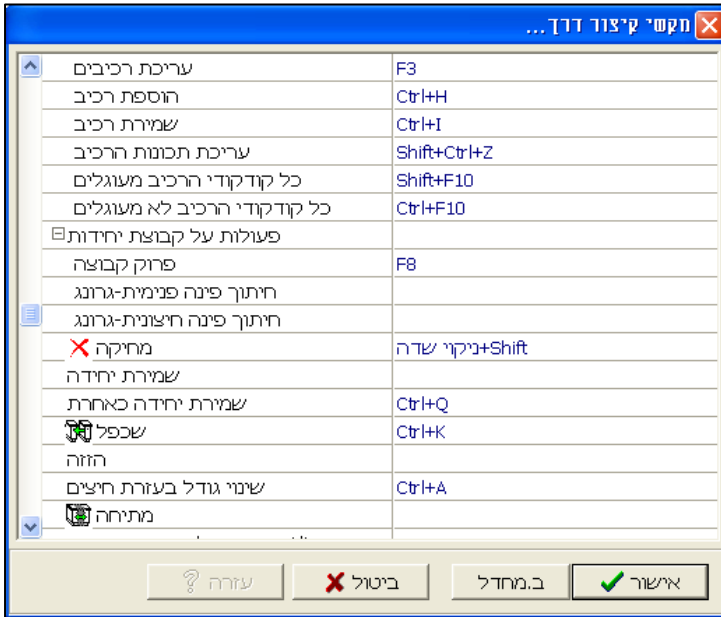 מקשי קיצור דרך...
עריכת רכיבים F3
הוספת רכיב Ctrl+H
שמירת רכיב Ctrl+I
עריכת תכונות הרכיב Shift+Ctrl+Z
כל קודקודי הרכיב מעוגלים Shift+F10
כל קודקודי הרכיב לא מעוגלים Ctrl+F10
פעולות על קבוצת יחידות
פרוק קבוצה F8
חיתוך פינה פנימית-גרונג
חיתוך פינה חיצונית-גרונג
מחיקה ניקוי שדה+Shift
שמירת יחידה
שמירת יחידה כאחרת Ctrl+Q
שכפל Ctrl+K
הזזה
שינוי גודל בעזרת חיצים Ctrl+A
מתיחה
אישור ב.מחדל ביטול עזרה ?